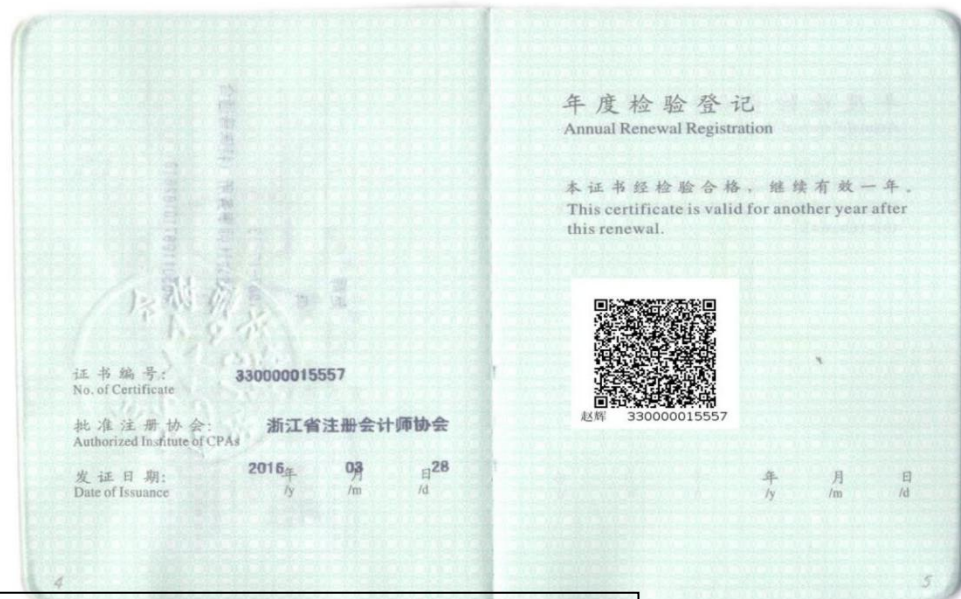 证书编号: 330000015557
No. of Certificate
批准注册协会: 浙江省注册会计师协会
Authorized Institute of CPAs
发证日期: 2016年 03月 28日
Date of Issuance /y /m /d
4
年度检验登记
Annual Renewal Registration
本证书经检验合格，继续有效一年。
This certificate is valid for another year after
this renewal.
赵辉 330000015557
年 月 日
/y /m /d
5